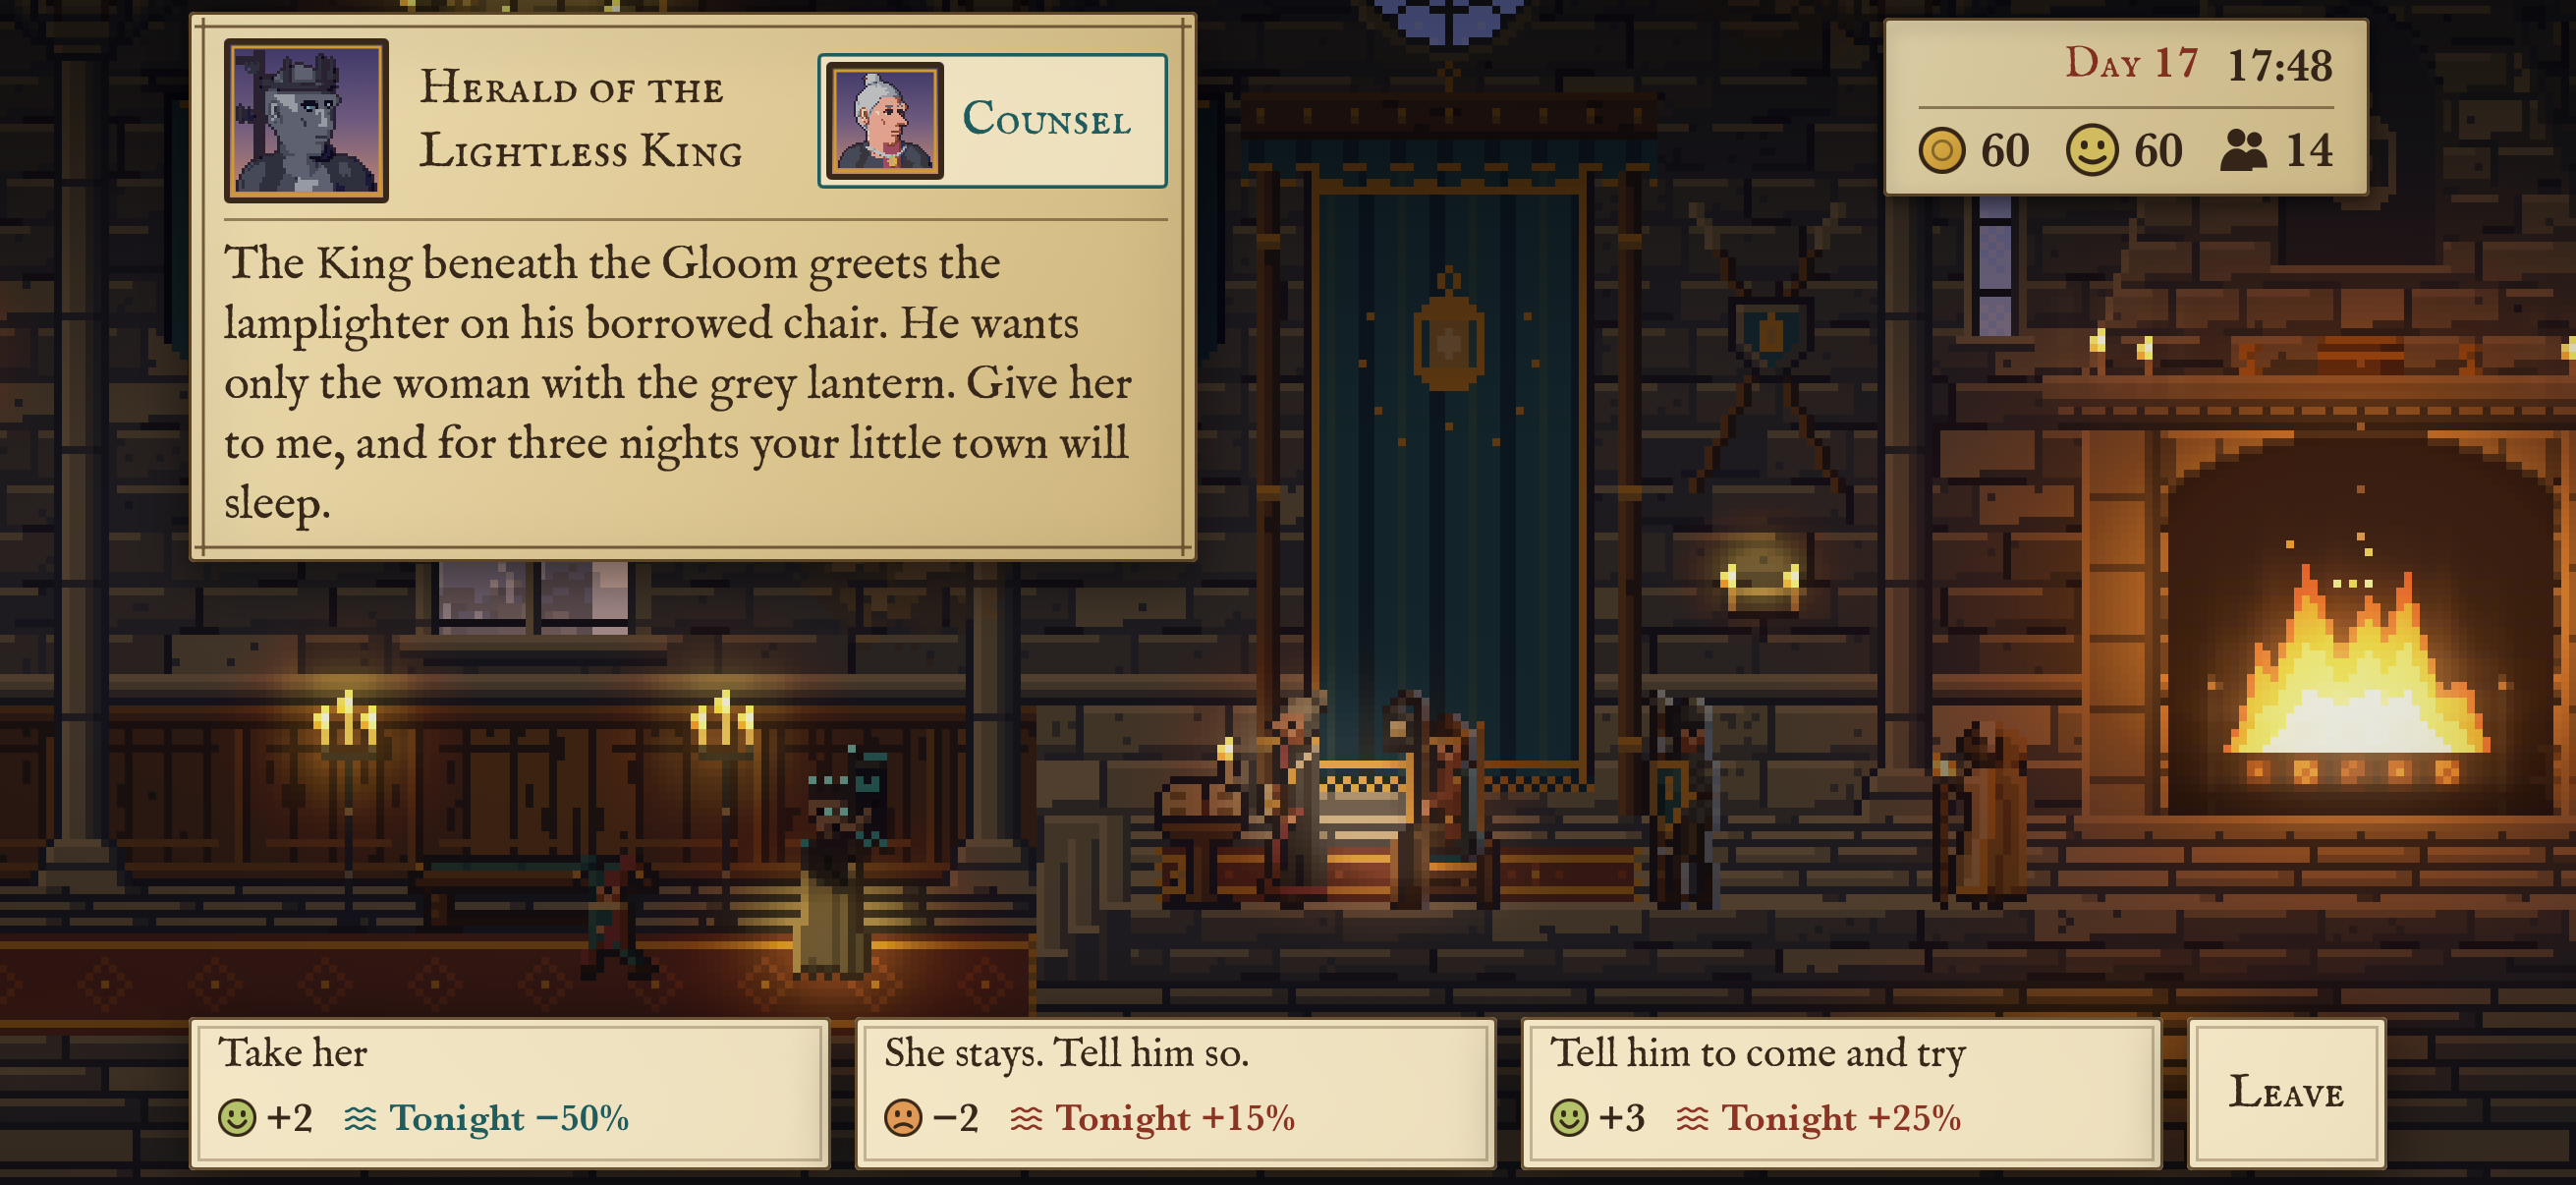 Herald of the
Lightless King
Counsel
The King beneath the Gloom greets the
lamplighter on his borrowed chair. He wants
only the woman with the grey lantern. Give her
to me, and for three nights your little town will
sleep.
Day 17 17:48
60 60 14
Take her
+2 Tonight −50%
She stays. Tell him so.
−2 Tonight +15%
Tell him to come and try
+3 Tonight +25%
Leave